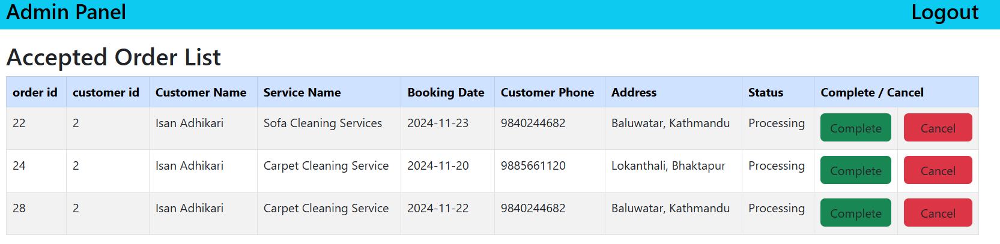 Admin Panel Logout
Accepted Order List
order id customer id Customer Name Service Name Booking Date Customer Phone Address Status Complete / Cancel
22 2 Isan Adhikari Sofa Cleaning Services 2024-11-23 9840244682 Baluwatar, Kathmandu Processing Complete Cancel
24 2 Isan Adhikari Carpet Cleaning Service 2024-11-20 9885661120 Lokanthali, Bhaktapur Processing Complete Cancel
28 2 Isan Adhikari Carpet Cleaning Service 2024-11-22 9840244682 Baluwatar, Kathmandu Processing Complete Cancel